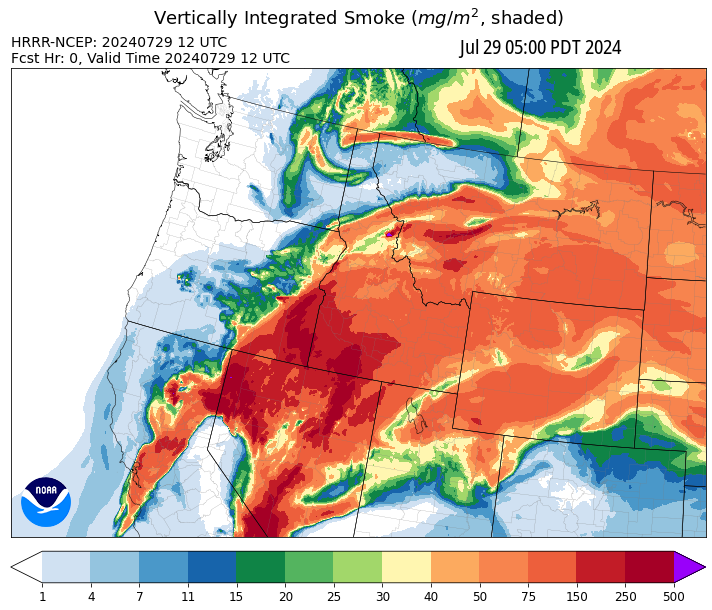 Vertically Integrated Smoke (mg/m², shaded)
HRRR-NCEP: 20240729 12 UTC
Jul 29 05:00 PDT 2024
Fcst Hr: 0, Valid Time 20240729 12 UTC
NOAA
1 4 7 11 15 20 25 30 40 50 75 150 250 500